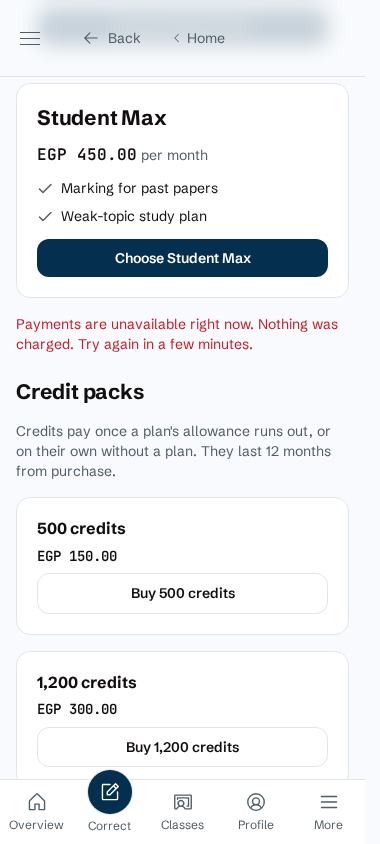 Back
Home
Student Max
EGP 450.00 per month
Marking for past papers
Weak-topic study plan
Choose Student Max
Payments are unavailable right now. Nothing was
charged. Try again in a few minutes.
Credit packs
Credits pay once a plan's allowance runs out, or
on their own without a plan. They last 12 months
from purchase.
500 credits
EGP 150.00
Buy 500 credits
1,200 credits
EGP 300.00
Buy 1,200 credits
Overview
Correct
Classes
Profile
More